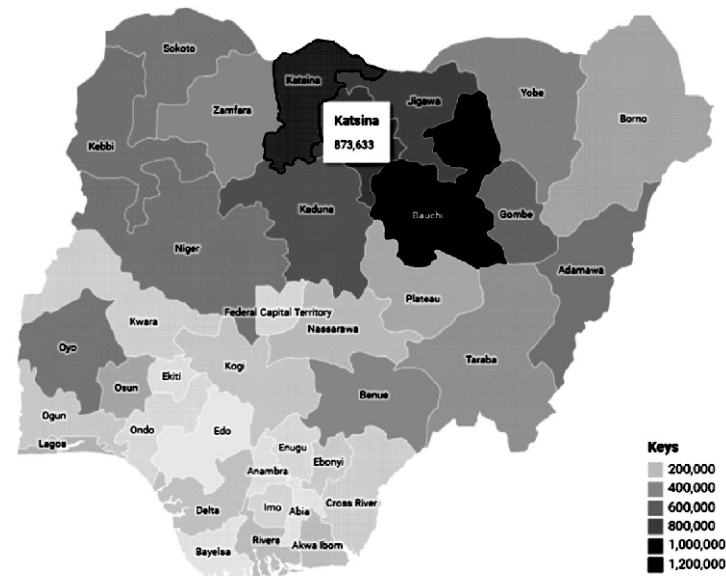 Sokoto
Katsina
Jigawa
Yobe
Borno
Zamfara
Katsina
873,633
Kebbi
Kaduna
Bauchi
Gombe
Niger
Adamawa
Federal Capital Territory
Plateau
Kwara
Nassarawa
Oyo
Kogi
Taraba
Ekiti
Osun
Benue
Ogun
Ondo
Edo
Lagos
Enugu
Ebonyi
Anambra
Cross River
Delta
Imo
Abia
Rivers
Akwa Ibom
Bayelsa
Keys
200,000
400,000
600,000
800,000
1,000,000
1,200,000